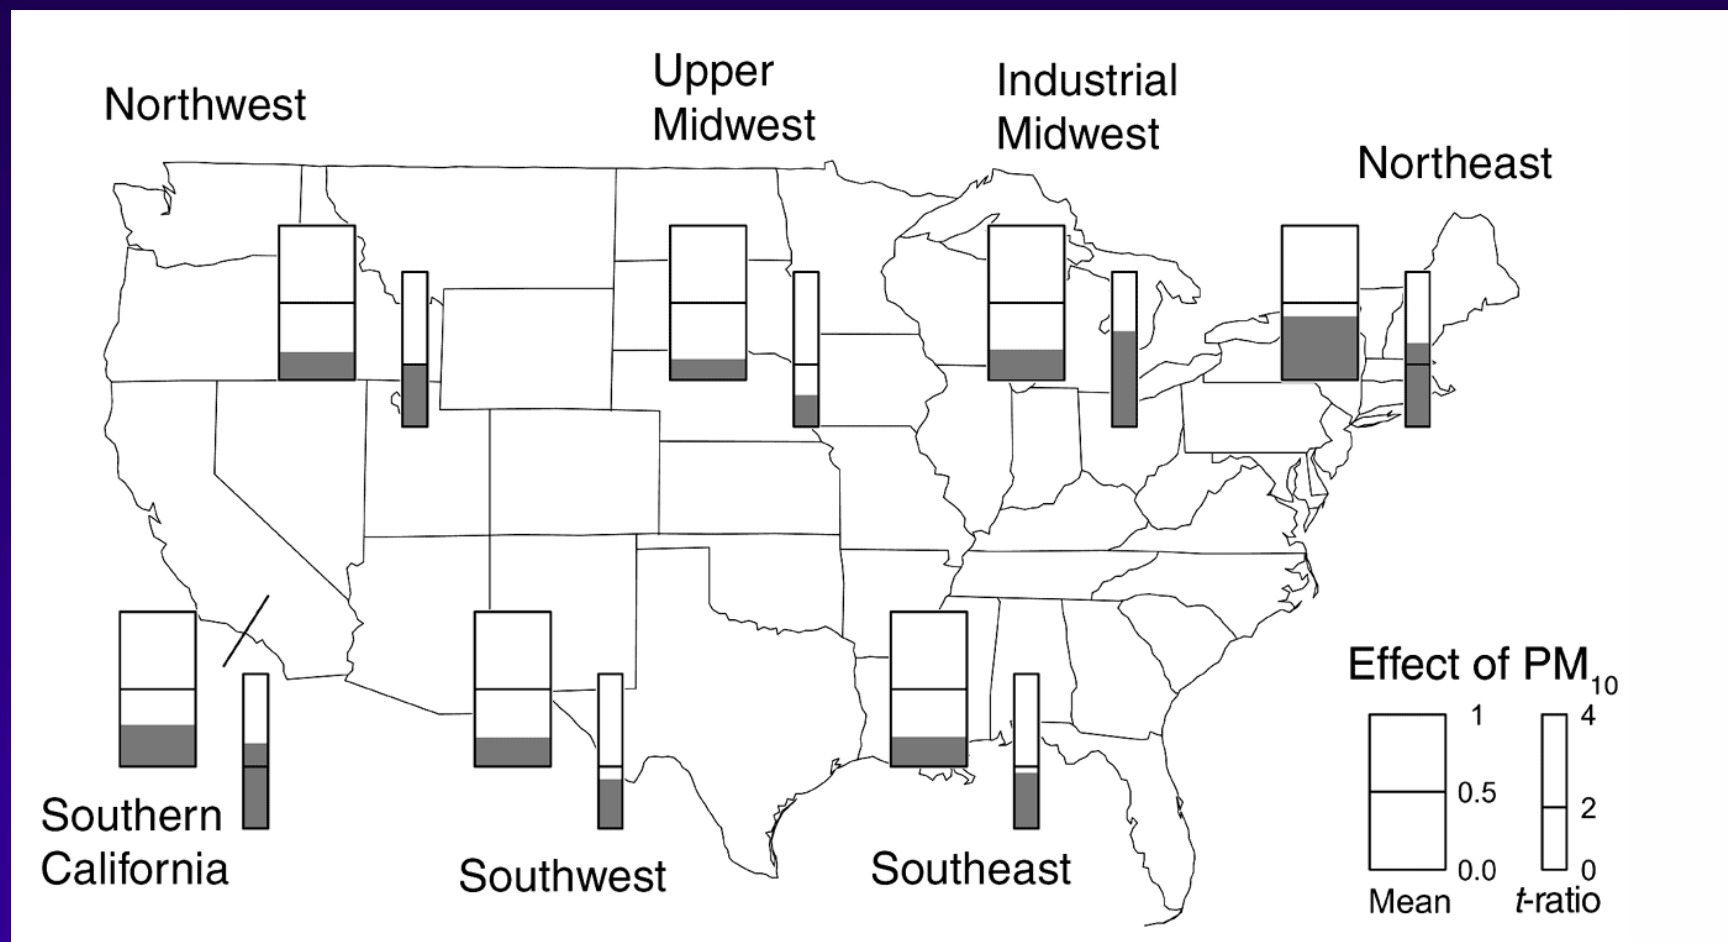 Northwest
Upper
Midwest
Industrial
Midwest
Northeast
Southern
California
Southwest
Southeast
Effect of PM10
1
0.5
0.0
Mean
4
2
0
t-ratio